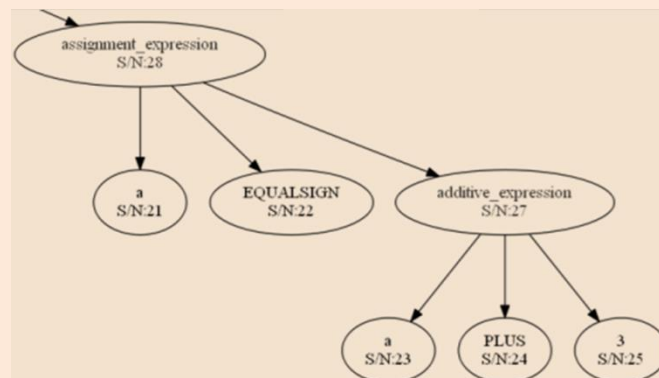 assignment_expression
S/N:28
a
S/N:21
EQUALSIGN
S/N:22
additive_expression
S/N:27
a
S/N:23
PLUS
S/N:24
3
S/N:25